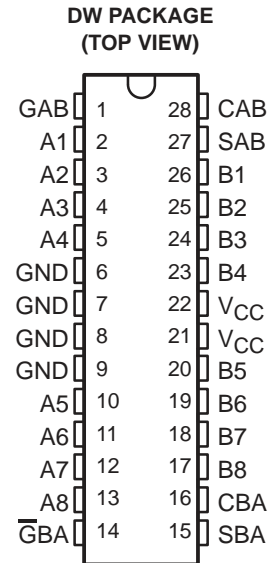 DW PACKAGE
(TOP VIEW)
GAB 1 28 CAB
A1 2 27 SAB
A2 3 26 B1
A3 4 25 B2
A4 5 24 B3
GND 6 23 B4
GND 7 22 V_CC
GND 8 21 V_CC
GND 9 20 B5
A5 10 19 B6
A6 11 18 B7
A7 12 17 B8
A8 13 16 CBA
G̅BA 14 15 SBA